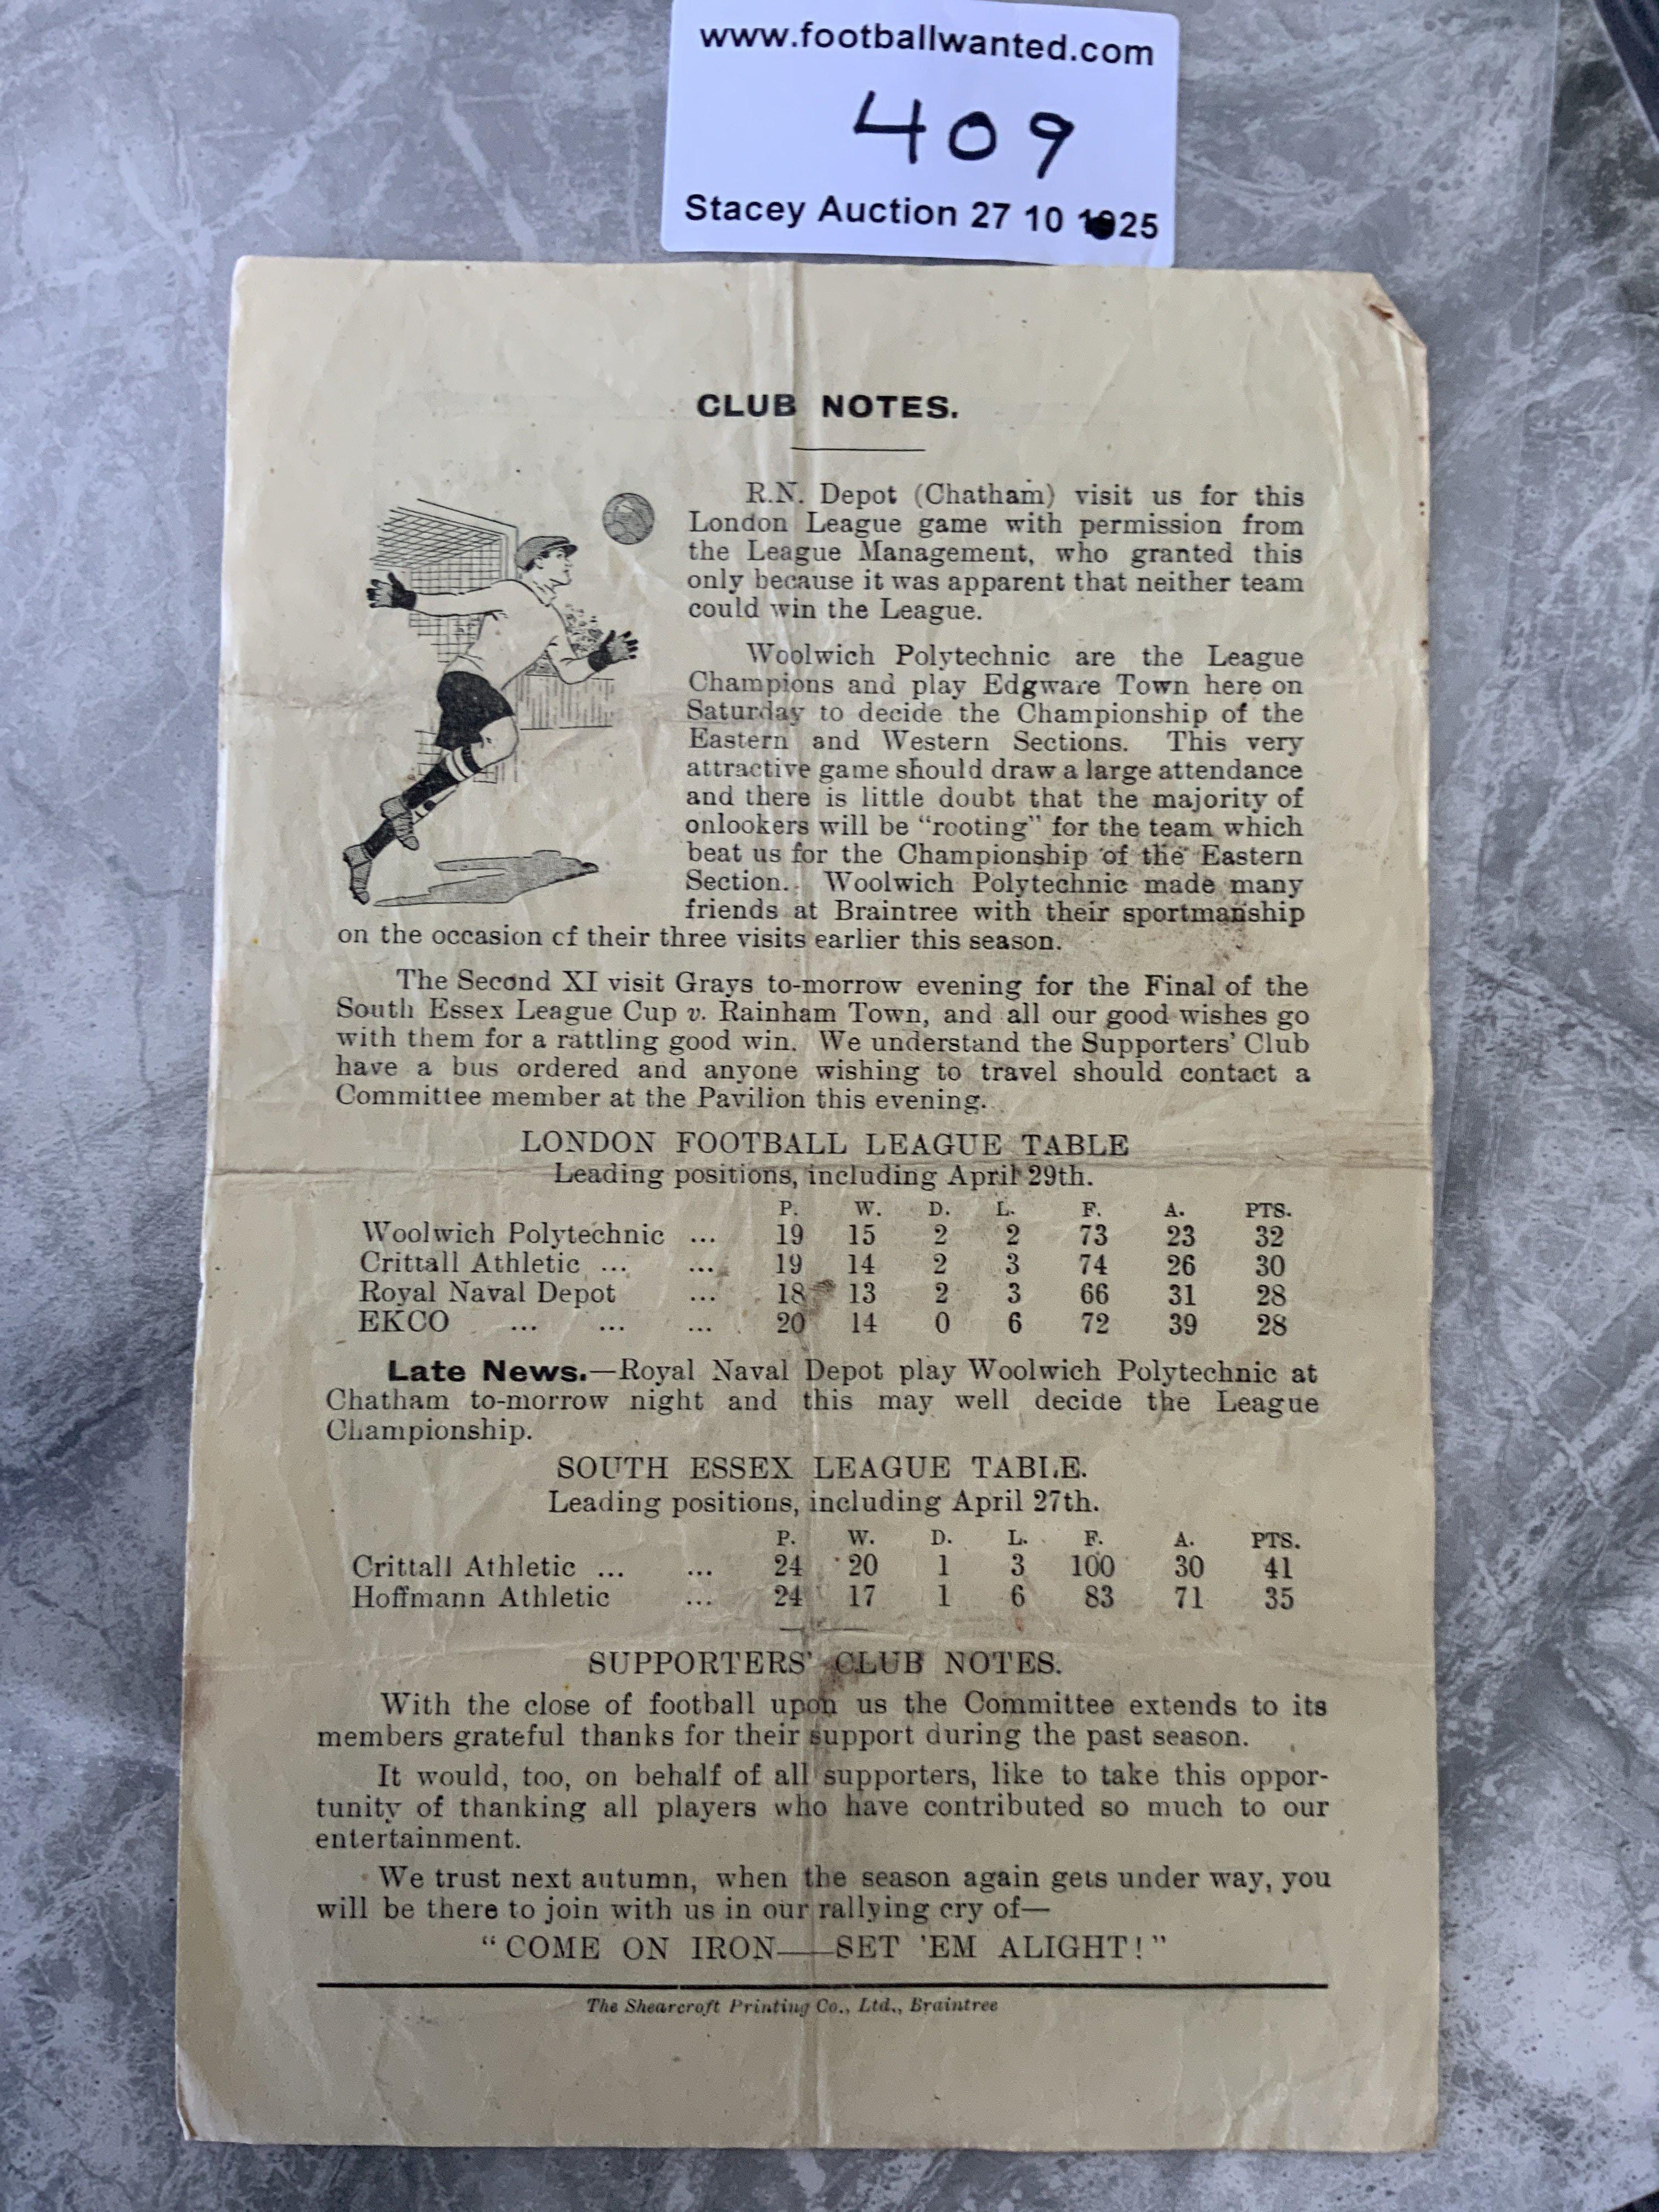 www.footballwanted.com
409
Stacey Auction 27 10 1925
CLUB NOTES.
R.N. Depot (Chatham) visit us for this
London League game with permission from
the League Management, who granted this
only because it was apparent that neither team
could win the League.
Woolwich Polytechnic are the League
Champions and play Edgware Town here on
Saturday to decide the Championship of the
Eastern and Western Sections. This very
attractive game should draw a large attendance
and there is little doubt that the majority of
onlookers will be "rooting" for the team which
beat us for the Championship of the Eastern
Section. Woolwich Polytechnic made many
friends at Braintree with their sportmanship
on the occasion cf their three visits earlier this season.
The Second XI visit Grays to-morrow evening for the Final of the
South Essex League Cup v. Rainham Town, and all our good wishes go
with them for a rattling good win. We understand the Supporters' Club
have a bus ordered and anyone wishing to travel should contact a
Committee member at the Pavilion this evening.
LONDON FOOTBALL LEAGUE TABLE
Leading positions, including April 29th.
P. W. D. L. F. A. PTS.
Woolwich Polytechnic ... 19 15 2 2 73 23 32
Crittall Athletic ... ... 19 14 2 3 74 26 30
Royal Naval Depot ... 18 13 2 3 66 31 28
EKCO ... ... ... 20 14 0 6 72 39 28
Late News.—Royal Naval Depot play Woolwich Polytechnic at
Chatham to-morrow night and this may well decide the League
Championship.
SOUTH ESSEX LEAGUE TABLE.
Leading positions, including April 27th.
P. W. D. L. F. A. PTS.
Crittall Athletic ... ... 24 20 1 3 100 30 41
Hoffmann Athletic ... 24 17 1 6 83 71 35
SUPPORTERS' CLUB NOTES.
With the close of football upon us the Committee extends to its
members grateful thanks for their support during the past season.
It would, too, on behalf of all supporters, like to take this oppor-
tunity of thanking all players who have contributed so much to our
entertainment.
We trust next autumn, when the season again gets under way, you
will be there to join with us in our rallying cry of—
"COME ON IRON——SET 'EM ALIGHT!"
The Shearcroft Printing Co., Ltd., Braintree